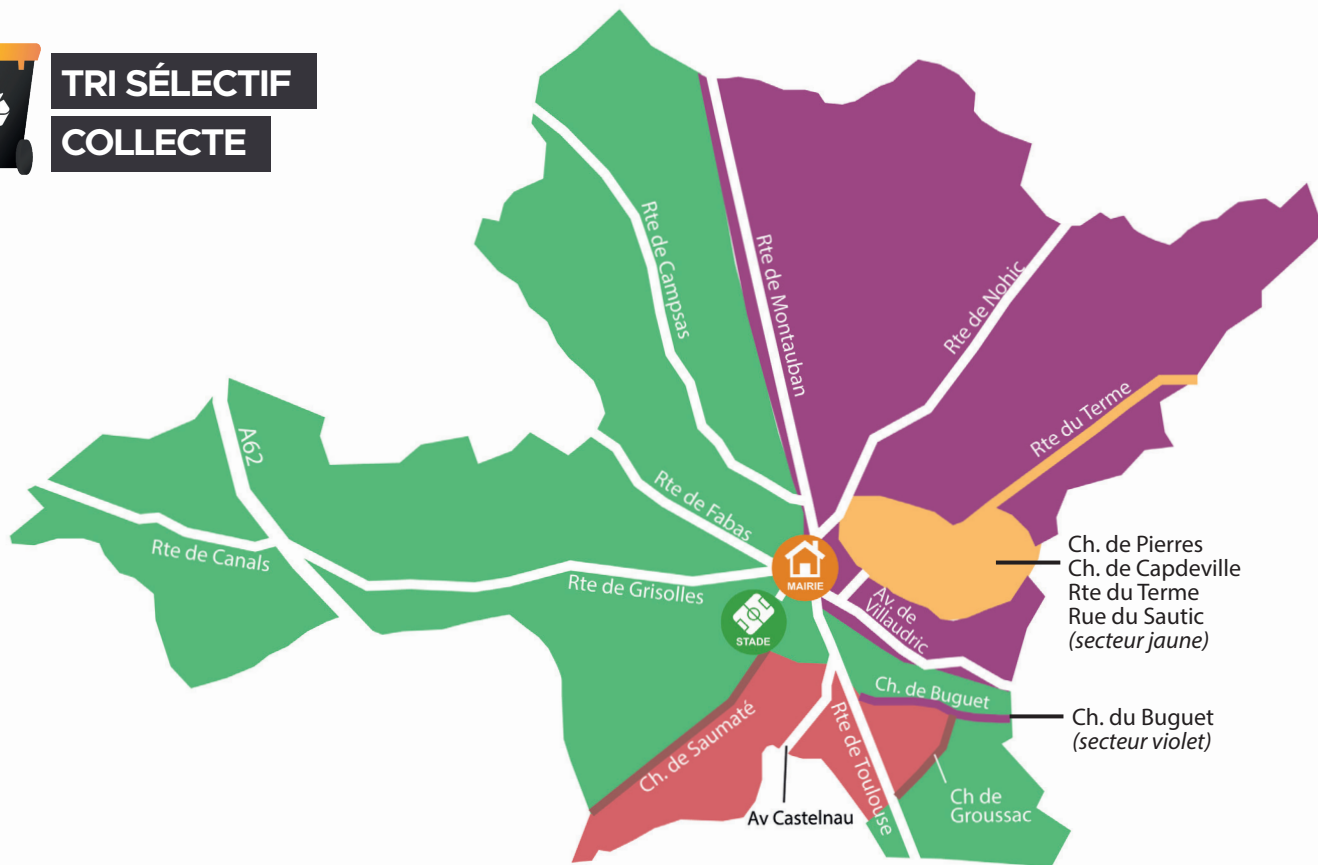 TRI SÉLECTIF
COLLECTE
Rte de Campsas
Rte de Montauban
Rte de Nohic
Rte du Terme
A62
Rte de Fabas
Rte de Canals
Rte de Grisolles
MAIRIE
STADE
Av. de
Villaudric
Ch. de Pierres
Ch. de Capdeville
Rte du Terme
Rue du Sautic
(secteur jaune)
Ch. de Buguet
Ch. du Buguet
(secteur violet)
Ch. de Saumaté
Rte de Toulouse
Av Castelnau
Ch de
Groussac